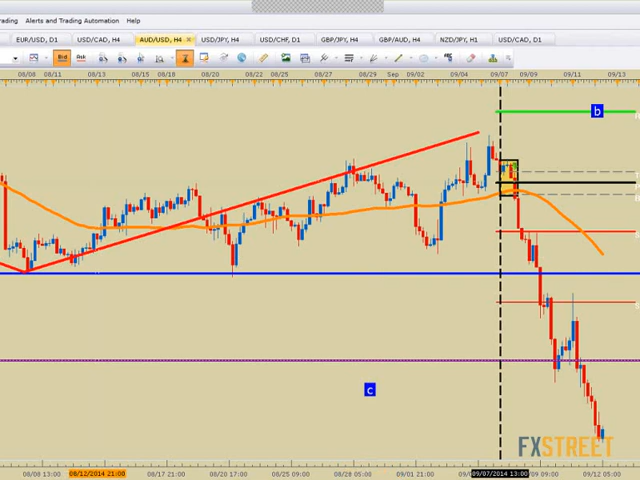 rading Alerts and Trading Automation Help
EUR/USD, D1 USD/CAD, H4 AUD/USD, H4 USD/JPY, H4 USD/CHF, D1 GBP/JPY, H4 GBP/AUD, H4 NZD/JPY, H1 USD/CAD, D1
Bid Ask
08/08 08/11 08/13 08/15 08/18 08/20 08/22 08/25 08/27 08/29 Sep 09/02 09/04 09/07 09/09 09/11 09/13
b
c
FXSTREET
08/08 13:00 08/12/2014 21:00 08/17 17:00 08/20 21:00 08/25 09:00 08/28 05:00 09/01 21:00 09/07/2014 13:00 09 09:00 09/12 05:00